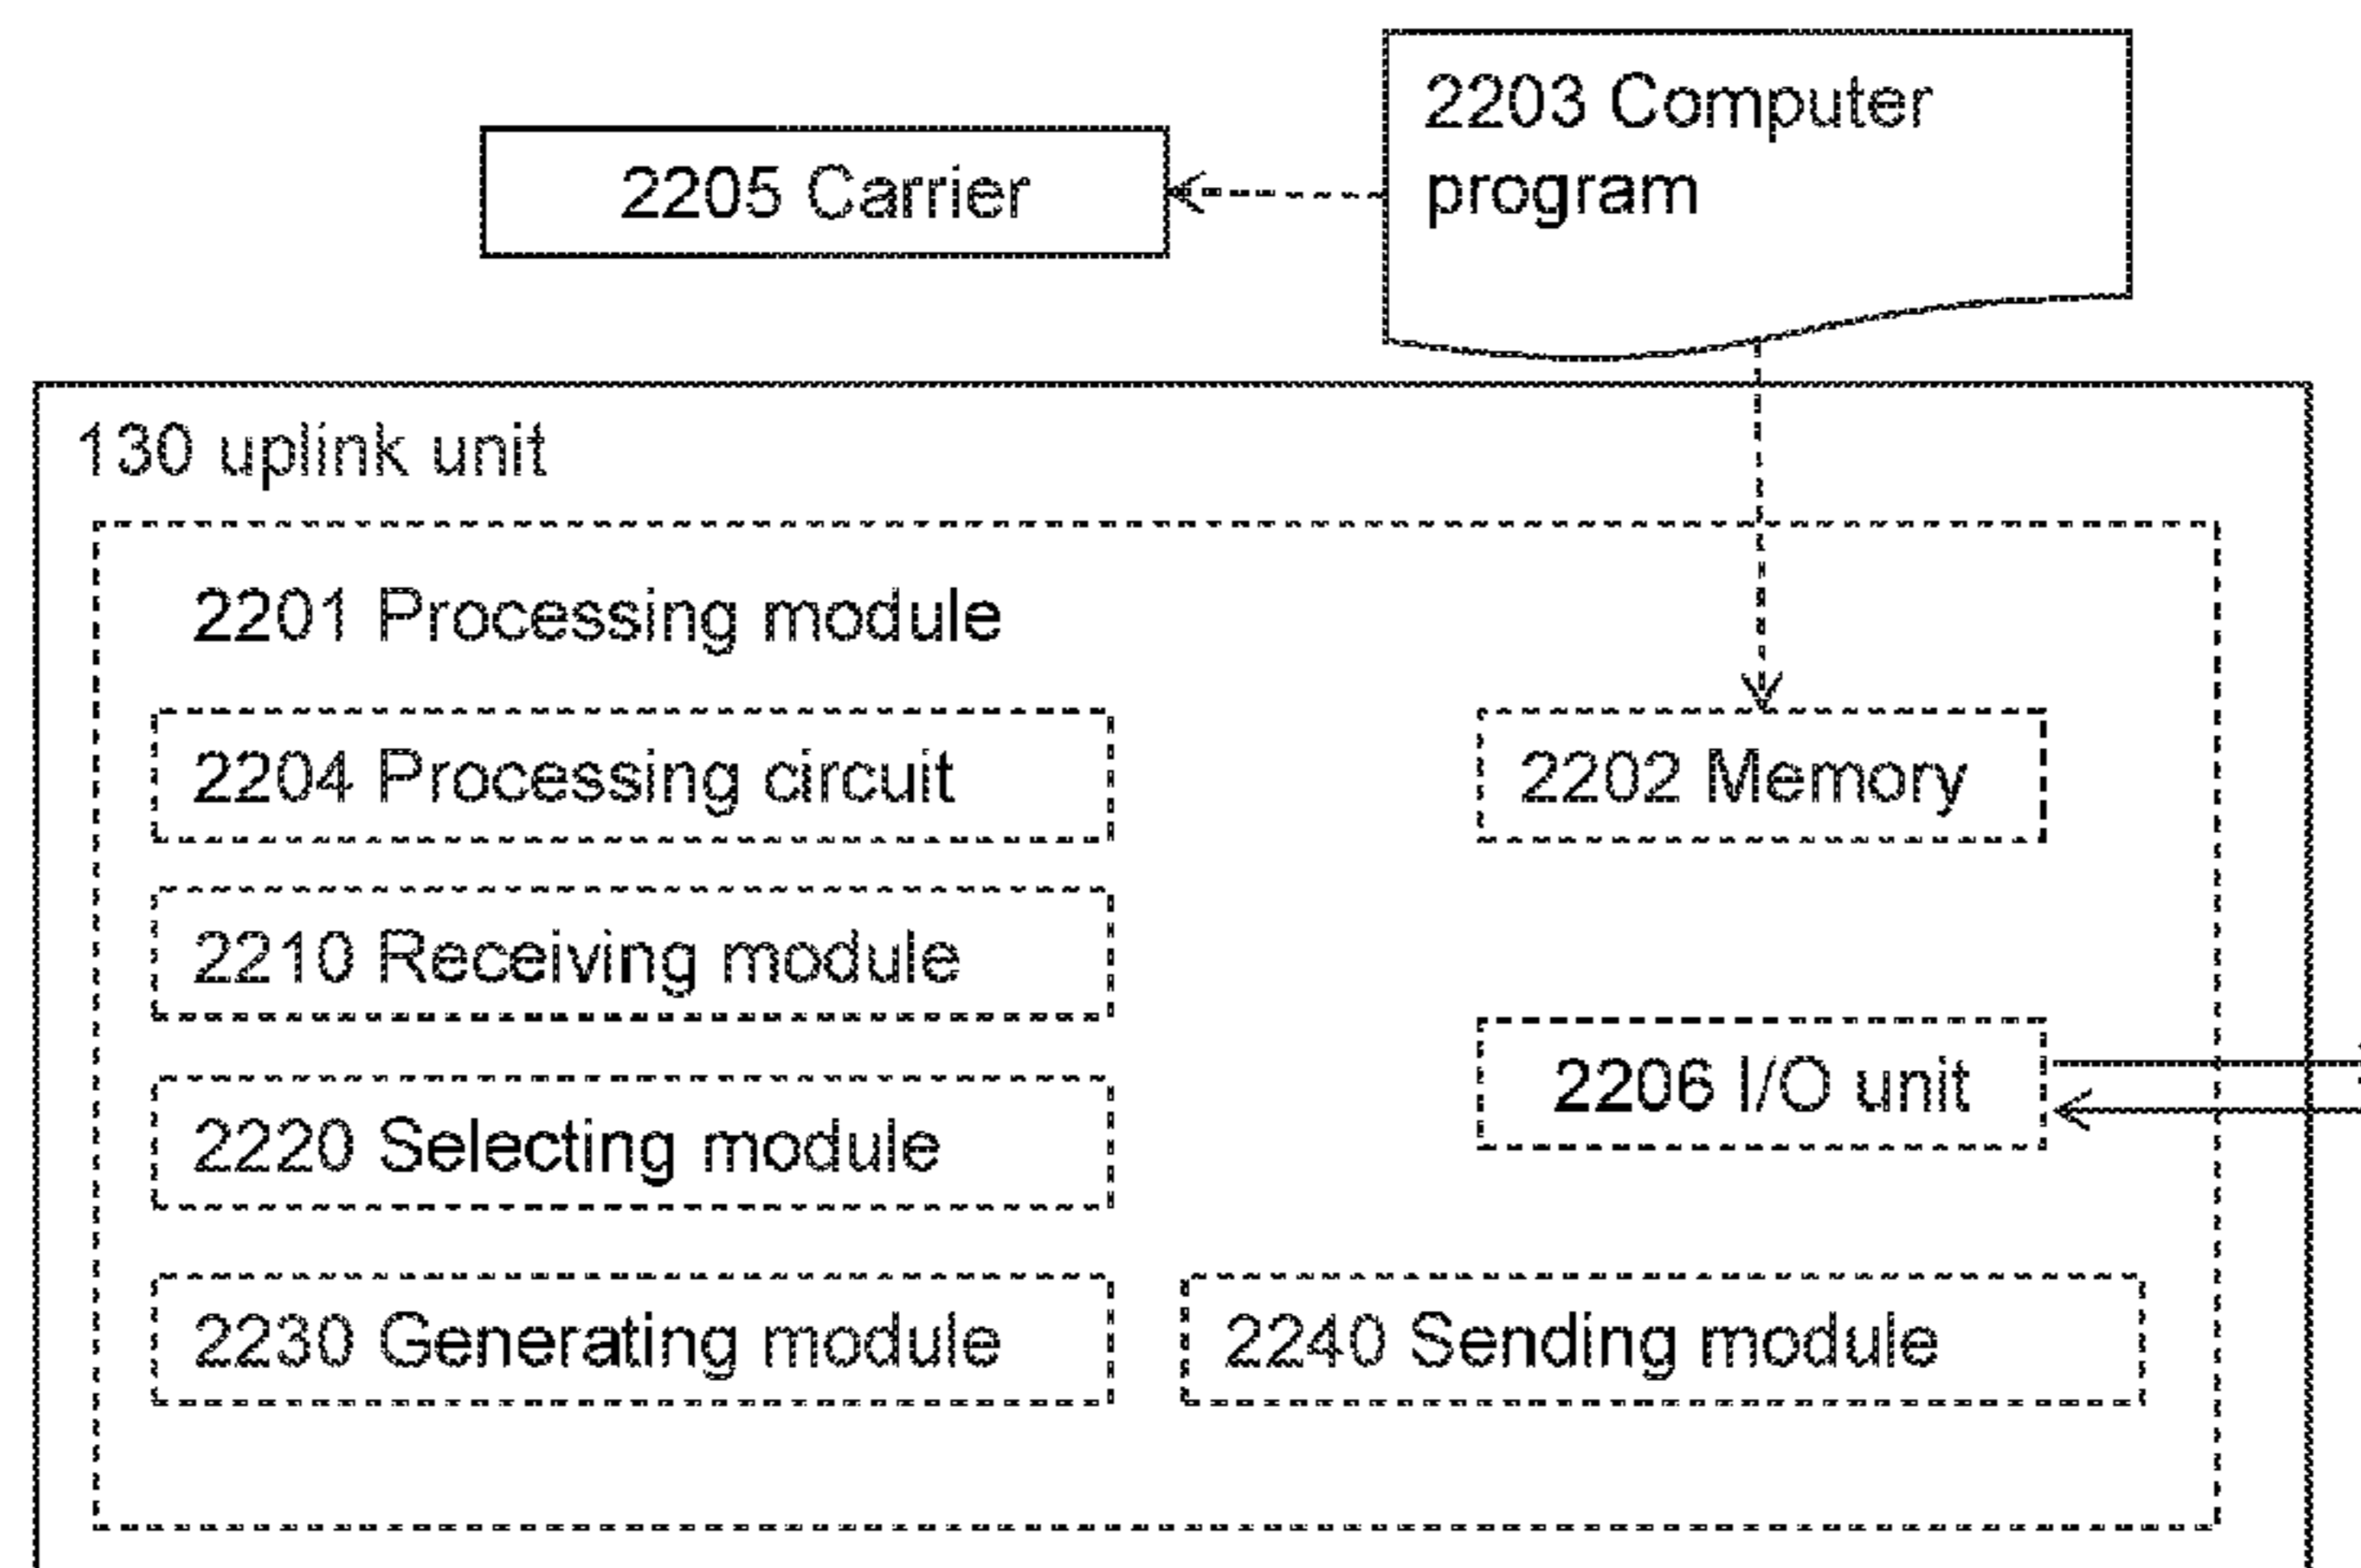 2203 Computer
program
2205 Carrier
130 uplink unit
2201 Processing module
2204 Processing circuit
2202 Memory
2210 Receiving module
2206 I/O unit
2220 Selecting module
2230 Generating module
2240 Sending module